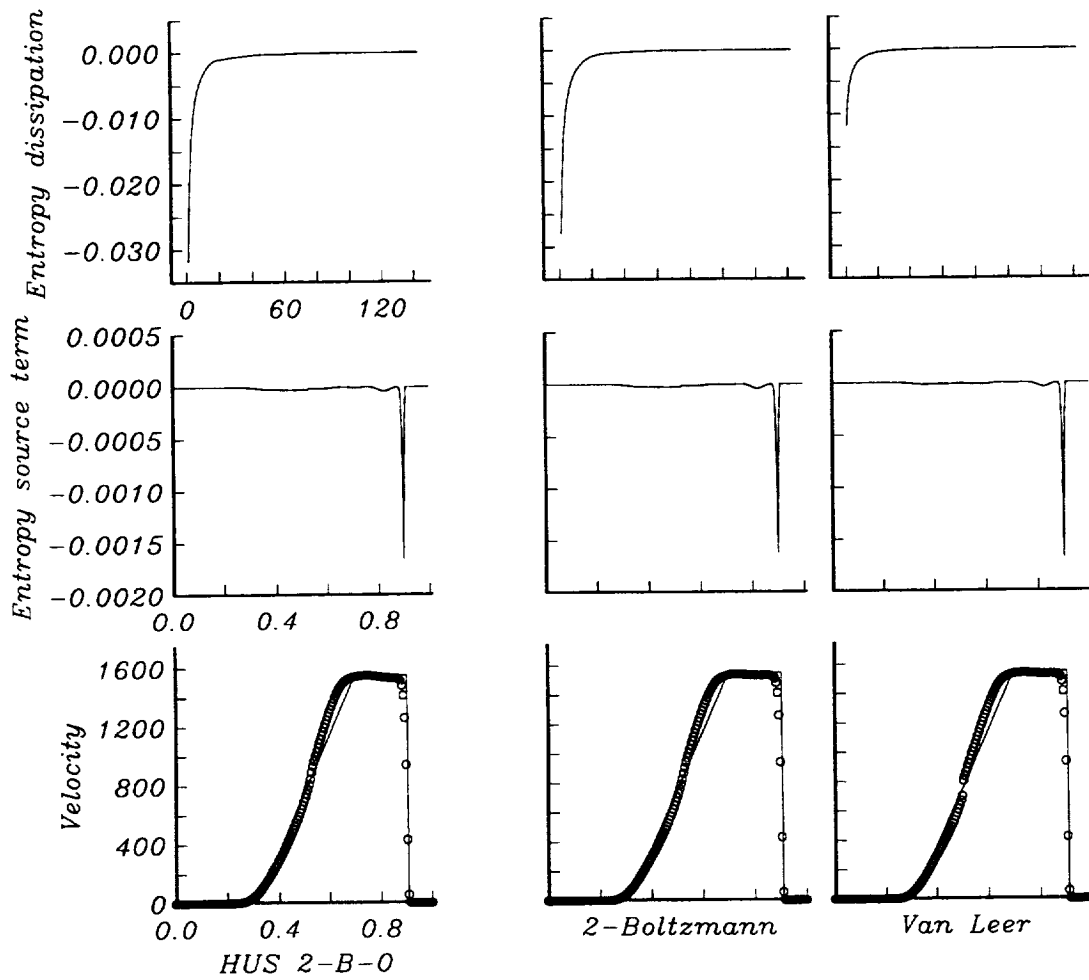 Entropy dissipation
0.000
-0.010
-0.020
-0.030
0 60 120
Entropy source term
0.0005
0.0000
-0.0005
-0.0010
-0.0015
-0.0020
0.0 0.4 0.8
Velocity
1600
1200
800
400
0
0.0 0.4 0.8
HUS 2-B-O
2-Boltzmann
Van Leer